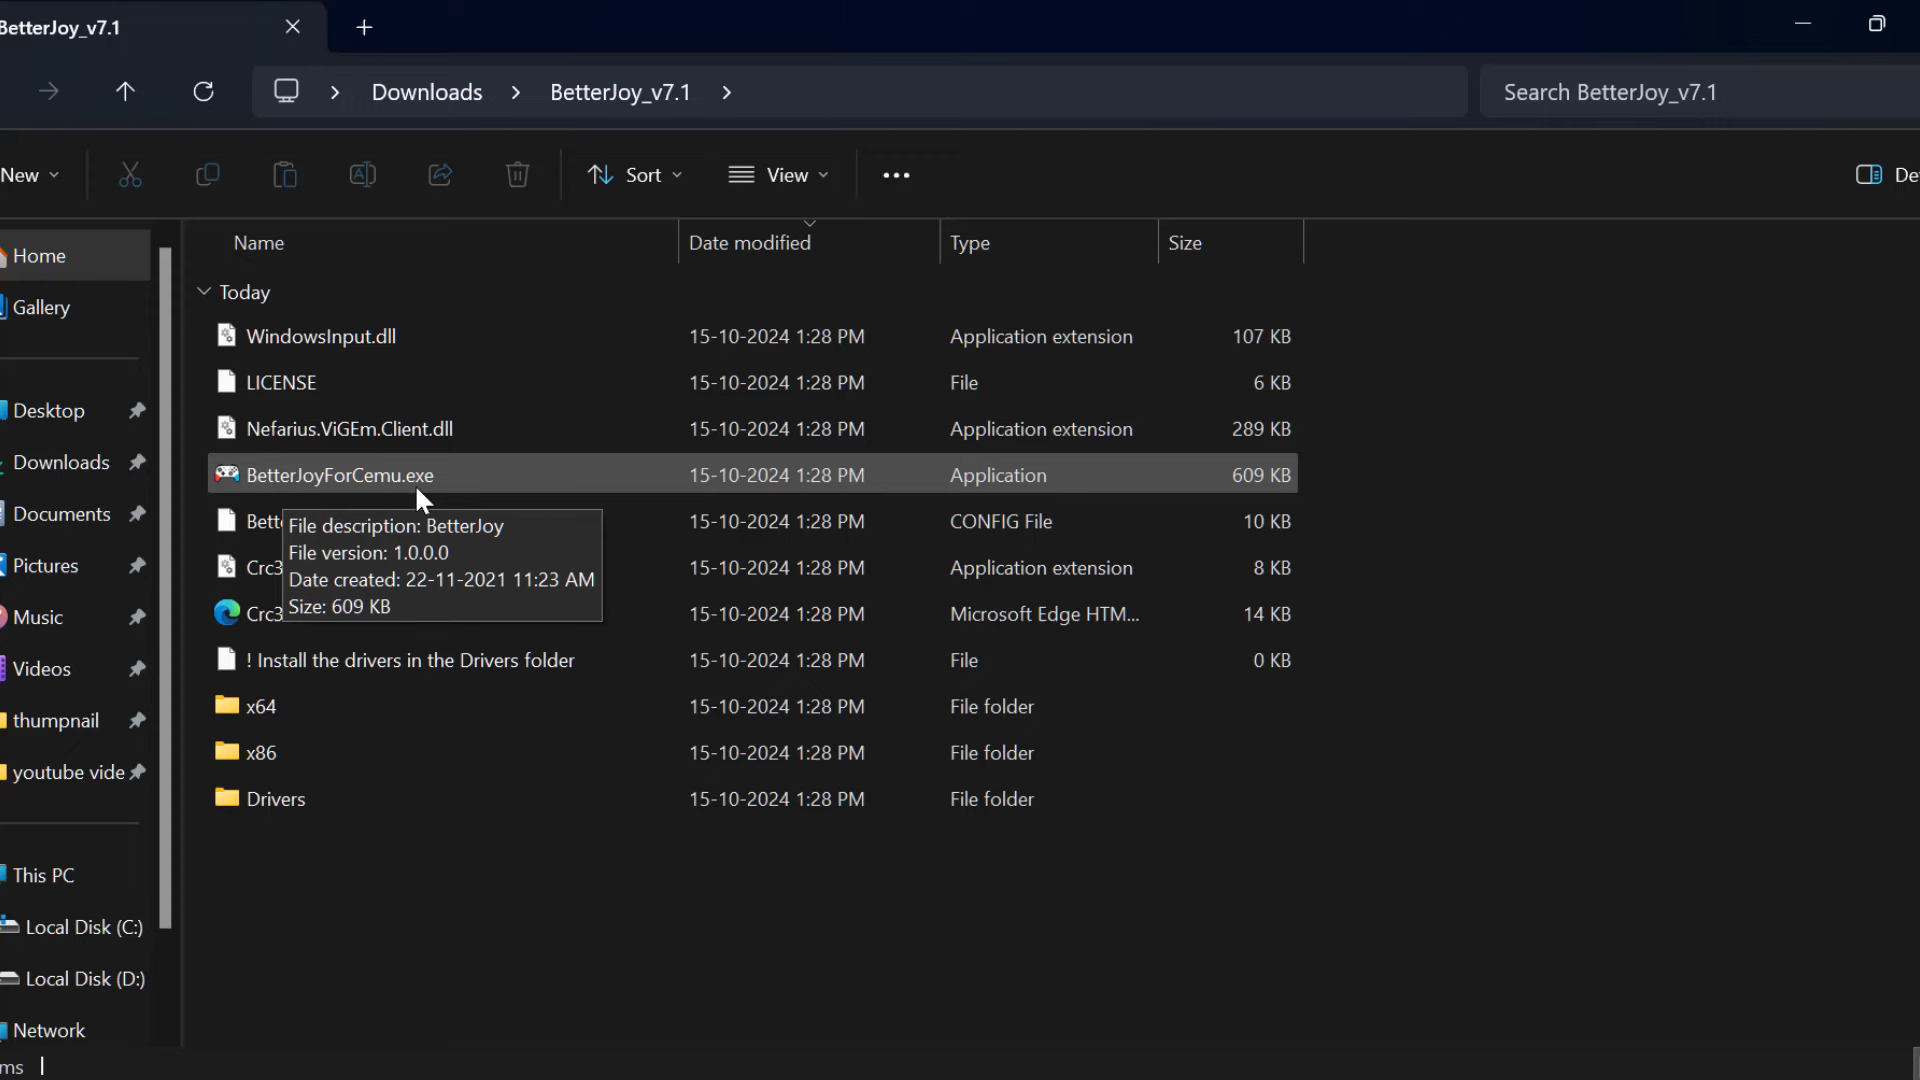 BetterJoy_v7.1
Downloads BetterJoy_v7.1
Search BetterJoy_v7.1
New Sort View
Name Date modified Type Size
Home
Gallery
Desktop
Downloads
Documents
Pictures
Music
Videos
thumpnail
youtube vide
This PC
Local Disk (C:)
Local Disk (D:)
Network
Today
WindowsInput.dll 15-10-2024 1:28 PM Application extension 107 KB
LICENSE 15-10-2024 1:28 PM File 6 KB
Nefarius.ViGEm.Client.dll 15-10-2024 1:28 PM Application extension 289 KB
BetterJoyForCemu.exe 15-10-2024 1:28 PM Application 609 KB
Bett 15-10-2024 1:28 PM CONFIG File 10 KB
Crc3 15-10-2024 1:28 PM Application extension 8 KB
Crc3 15-10-2024 1:28 PM Microsoft Edge HTM... 14 KB
! Install the drivers in the Drivers folder 15-10-2024 1:28 PM File 0 KB
x64 15-10-2024 1:28 PM File folder
x86 15-10-2024 1:28 PM File folder
Drivers 15-10-2024 1:28 PM File folder
File description: BetterJoy
File version: 1.0.0.0
Date created: 22-11-2021 11:23 AM
Size: 609 KB